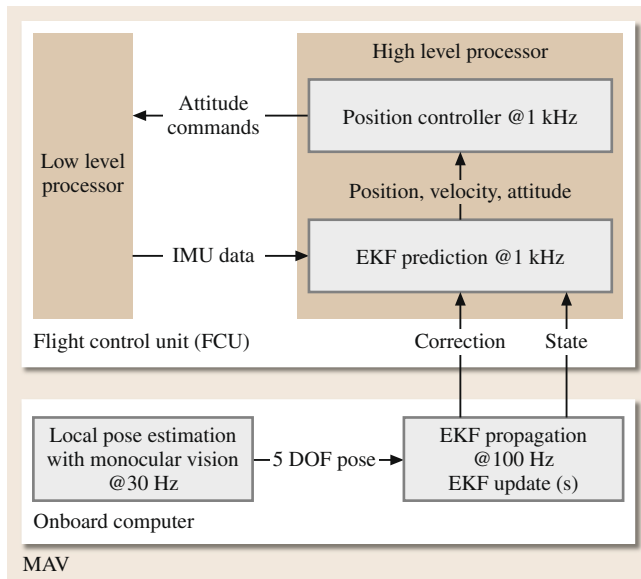 High level processor
Attitude
commands
Position controller @1 kHz
Low level
processor
Position, velocity, attitude
IMU data
EKF prediction @1 kHz
Flight control unit (FCU)
Correction
State
Local pose estimation
with monocular vision
@30 Hz
5 DOF pose
EKF propagation
@100 Hz
EKF update (s)
Onboard computer
MAV